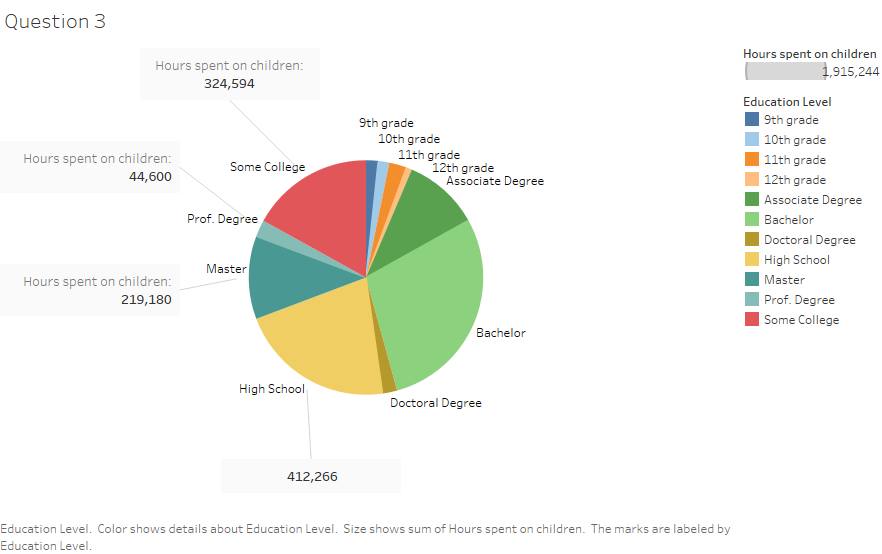 Question 3
Hours spent on children:
324,594
Hours spent on children:
44,600
Hours spent on children:
219,180
412,266
9th grade
10th grade
11th grade
12th grade
Associate Degree
Some College
Prof. Degree
Master
Bachelor
High School
Doctoral Degree
Hours spent on children
1,915,244
Education Level
9th grade
10th grade
11th grade
12th grade
Associate Degree
Bachelor
Doctoral Degree
High School
Master
Prof. Degree
Some College
Education Level.  Color shows details about Education Level.  Size shows sum of Hours spent on children.  The marks are labeled by
Education Level.